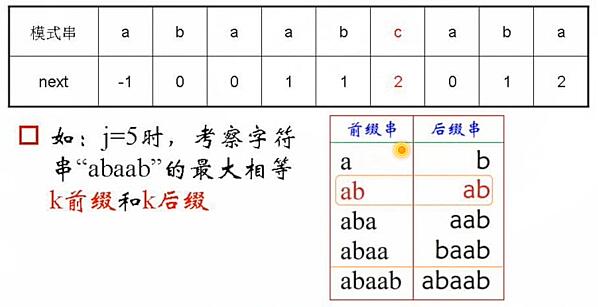 模式串 a b a a b c a b a
next -1 0 0 1 1 2 0 1 2
如：j=5时，考察字符
串“abaab”的最大相等
k前缀和k后缀
前缀串 后缀串
a b
ab ab
aba aab
abaa baab
abaab abaab